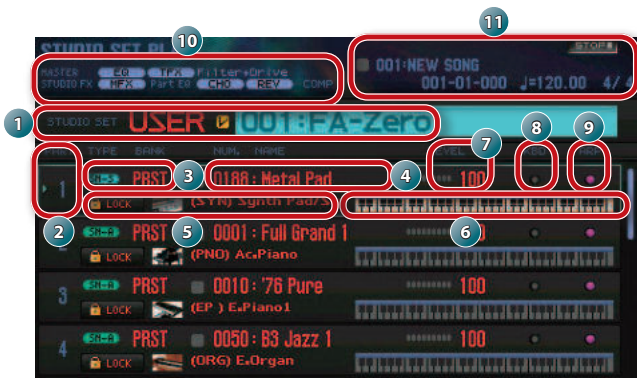 10
11
STUDIO SET PL
STOP
MASTER EQ TFX Filter+Drive
STUDIO FX MFX Part EQ CHO REV COMP
001:NEW SONG
001-01-000 ♩=120.00 4/4
1
STUDIO SET USER 001:FA-Zero
7
8
9
TYPE BANK NUM. NAME LEVEL KBD ARP
1 SN-S PRST 3 0188: Metal Pad 4 100
LOCK (SYN) Synth Pad/S
2
5
6
2 SN-A PRST 0001: Full Grand 1 100
LOCK (PNO) Ac.Piano
3 SN-A PRST 0010: '76 Pure 100
LOCK (EP ) E.Piano1
4 SN-A PRST 0050: B3 Jazz 1 100
LOCK (ORG) E.Organ